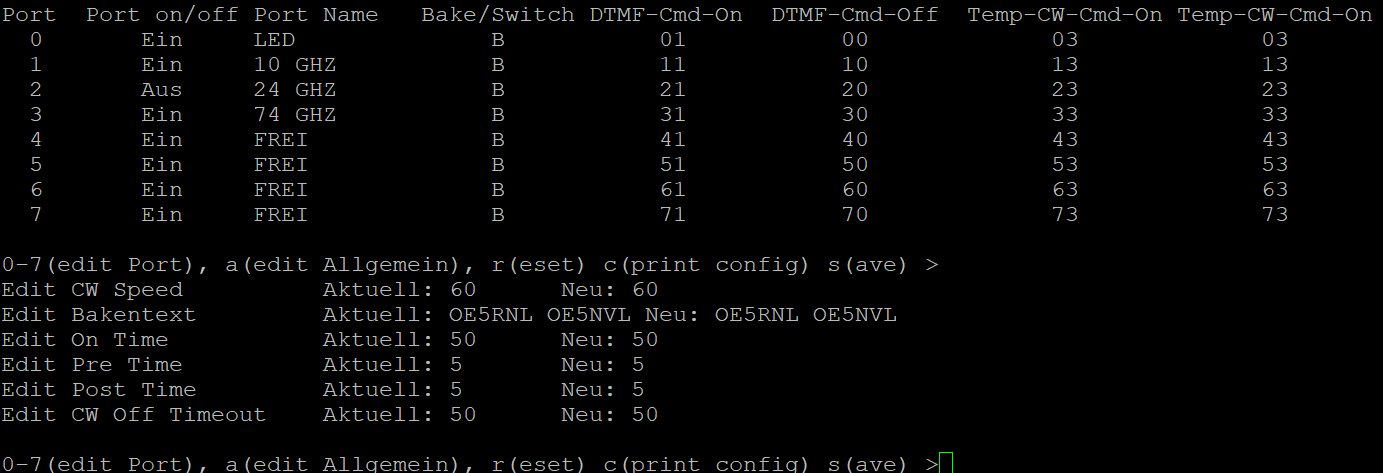 Port  Port on/off Port Name   Bake/Switch DTMF-Cmd-On  DTMF-Cmd-Off  Temp-CW-Cmd-On Temp-CW-Cmd-On
0 Ein LED B 01 00 03 03
1 Ein 10 GHZ B 11 10 13 13
2 Aus 24 GHZ B 21 20 23 23
3 Ein 74 GHZ B 31 30 33 33
4 Ein FREI B 41 40 43 43
5 Ein FREI B 51 50 53 53
6 Ein FREI B 61 60 63 63
7 Ein FREI B 71 70 73 73
0-7(edit Port), a(edit Allgemein), r(eset) c(print config) s(ave) >
Edit CW Speed Aktuell: 60 Neu: 60
Edit Bakentext Aktuell: OE5RNL OE5NVL Neu: OE5RNL OE5NVL
Edit On Time Aktuell: 50 Neu: 50
Edit Pre Time Aktuell: 5 Neu: 5
Edit Post Time Aktuell: 5 Neu: 5
Edit CW Off Timeout Aktuell: 50 Neu: 50
0-7(edit Port), a(edit Allgemein), r(eset) c(print config) s(ave) >